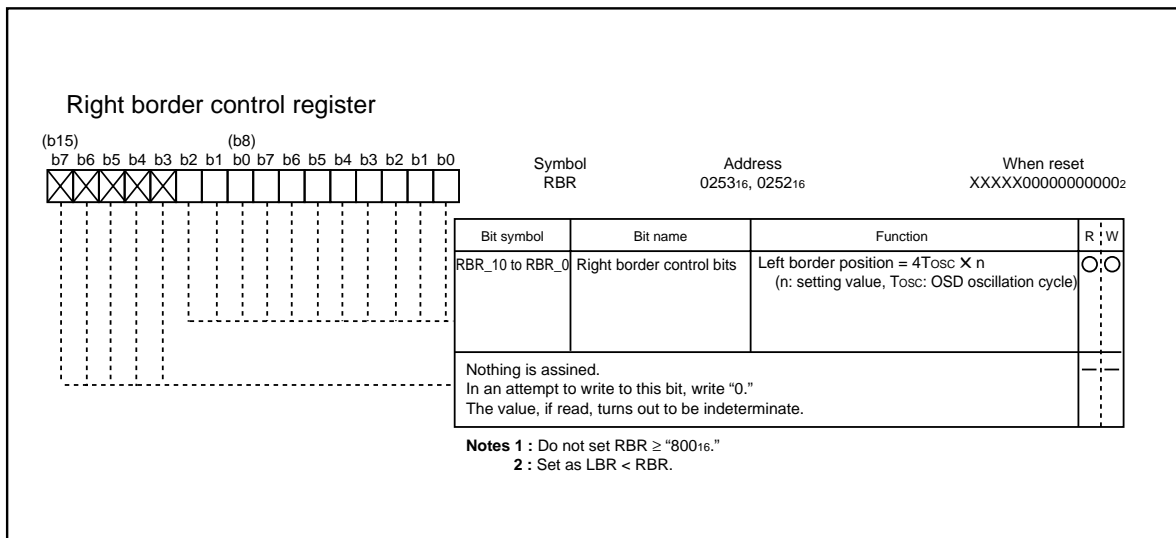 Right border control register
(b15) (b8)
b7 b6 b5 b4 b3 b2 b1 b0 b7 b6 b5 b4 b3 b2 b1 b0
Symbol Address When reset
RBR 025316, 025216 XXXXX000000000002
Bit symbol Bit name Function R W
RBR_10 to RBR_0 Right border control bits Left border position = 4TOSC X n
(n: setting value, TOSC: OSD oscillation cycle)
Nothing is assined.
In an attempt to write to this bit, write “0.”
The value, if read, turns out to be indeterminate.
Notes 1 : Do not set RBR ≥ “80016.”
2 : Set as LBR < RBR.